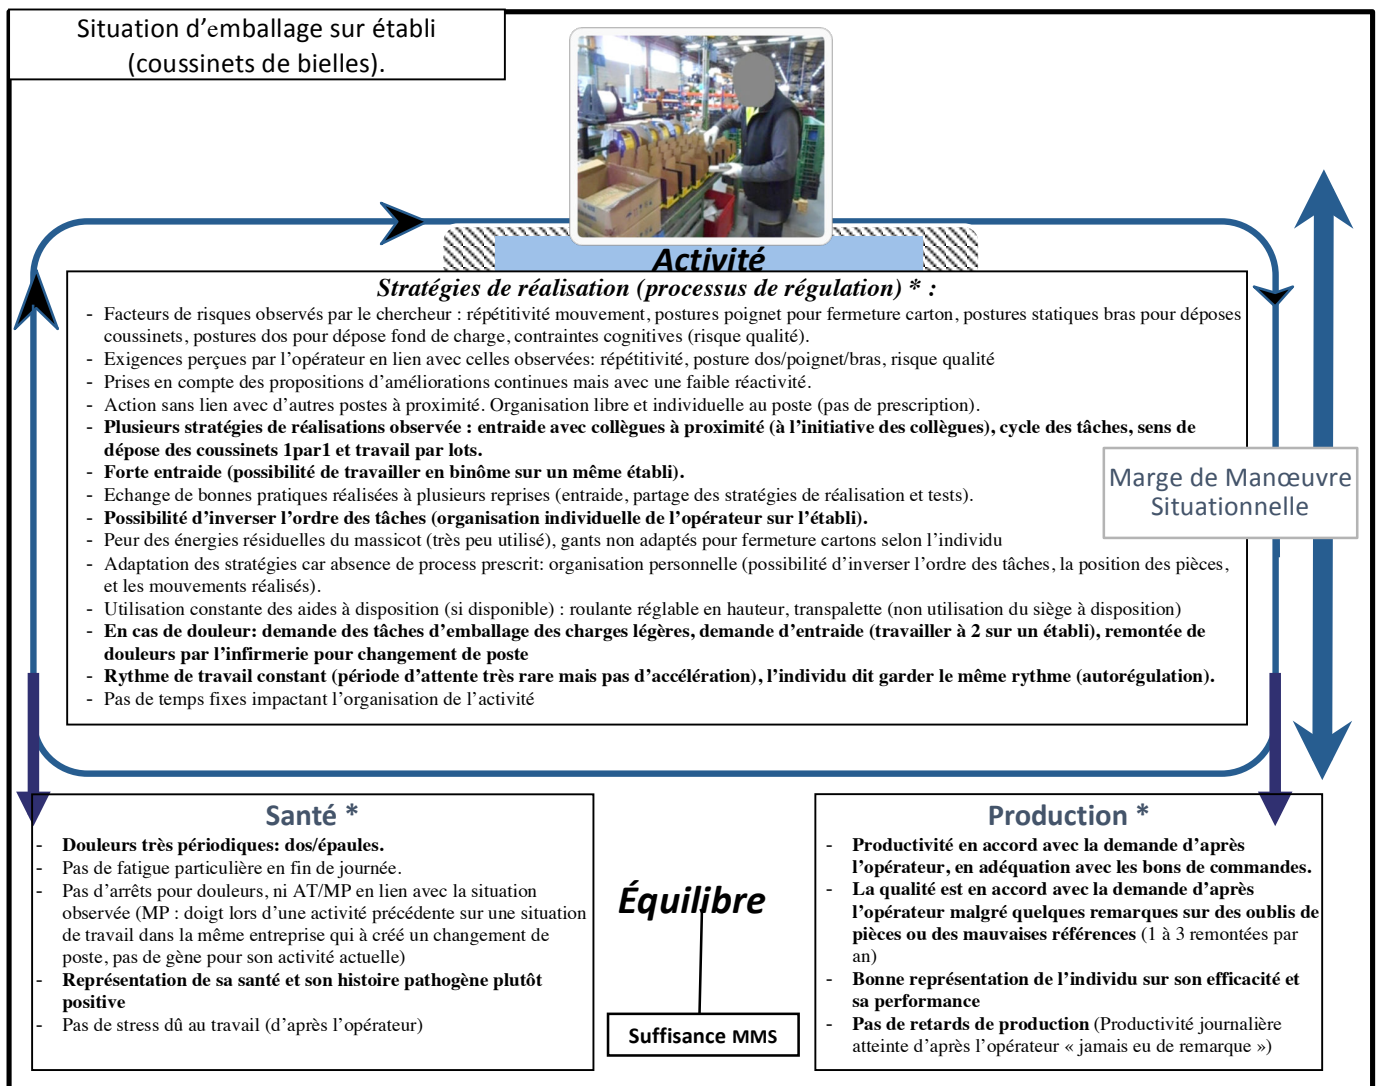 Situation d’emballage sur établi
(coussinets de bielles).
Activité
Stratégies de réalisation (processus de régulation) * :
- Facteurs de risques observés par le chercheur : répétitivité mouvement, postures poignet pour fermeture carton, postures statiques bras pour déposes
coussinets, postures dos pour dépose fond de charge, contraintes cognitives (risque qualité).
- Exigences perçues par l’opérateur en lien avec celles observées: répétitivité, posture dos/poignet/bras, risque qualité
- Prises en compte des propositions d’améliorations continues mais avec une faible réactivité.
- Action sans lien avec d’autres postes à proximité. Organisation libre et individuelle au poste (pas de prescription).
- Plusieurs stratégies de réalisations observée : entraide avec collègues à proximité (à l’initiative des collègues), cycle des tâches, sens de
dépose des coussinets 1par1 et travail par lots.
- Forte entraide (possibilité de travailler en binôme sur un même établi).
- Echange de bonnes pratiques réalisées à plusieurs reprises (entraide, partage des stratégies de réalisation et tests).
- Possibilité d’inverser l’ordre des tâches (organisation individuelle de l’opérateur sur l’établi).
- Peur des énergies résiduelles du massicot (très peu utilisé), gants non adaptés pour fermeture cartons selon l’individu
- Adaptation des stratégies car absence de process prescrit: organisation personnelle (possibilité d’inverser l’ordre des tâches, la position des pièces,
et les mouvements réalisés).
- Utilisation constante des aides à disposition (si disponible) : roulante réglable en hauteur, transpalette (non utilisation du siège à disposition)
- En cas de douleur: demande des tâches d’emballage des charges légères, demande d’entraide (travailler à 2 sur un établi), remontée de
douleurs par l’infirmerie pour changement de poste
- Rythme de travail constant (période d’attente très rare mais pas d’accélération), l’individu dit garder le même rythme (autorégulation).
- Pas de temps fixes impactant l’organisation de l’activité
Marge de Manœuvre
Situationnelle
Santé *
- Douleurs très périodiques: dos/épaules.
- Pas de fatigue particulière en fin de journée.
- Pas d’arrêts pour douleurs, ni AT/MP en lien avec la situation
observée (MP : doigt lors d’une activité précédente sur une situation
de travail dans la même entreprise qui à créé un changement de
poste, pas de gène pour son activité actuelle)
- Représentation de sa santé et son histoire pathogène plutôt
positive
- Pas de stress dû au travail (d’après l’opérateur)
Équilibre
Suffisance MMS
Production *
- Productivité en accord avec la demande d’après
l’opérateur, en adéquation avec les bons de commandes.
- La qualité est en accord avec la demande d’après
l’opérateur malgré quelques remarques sur des oublis de
pièces ou des mauvaises références (1 à 3 remontées par
an)
- Bonne représentation de l’individu sur son efficacité et
sa performance
- Pas de retards de production (Productivité journalière
atteinte d’après l’opérateur « jamais eu de remarque »)